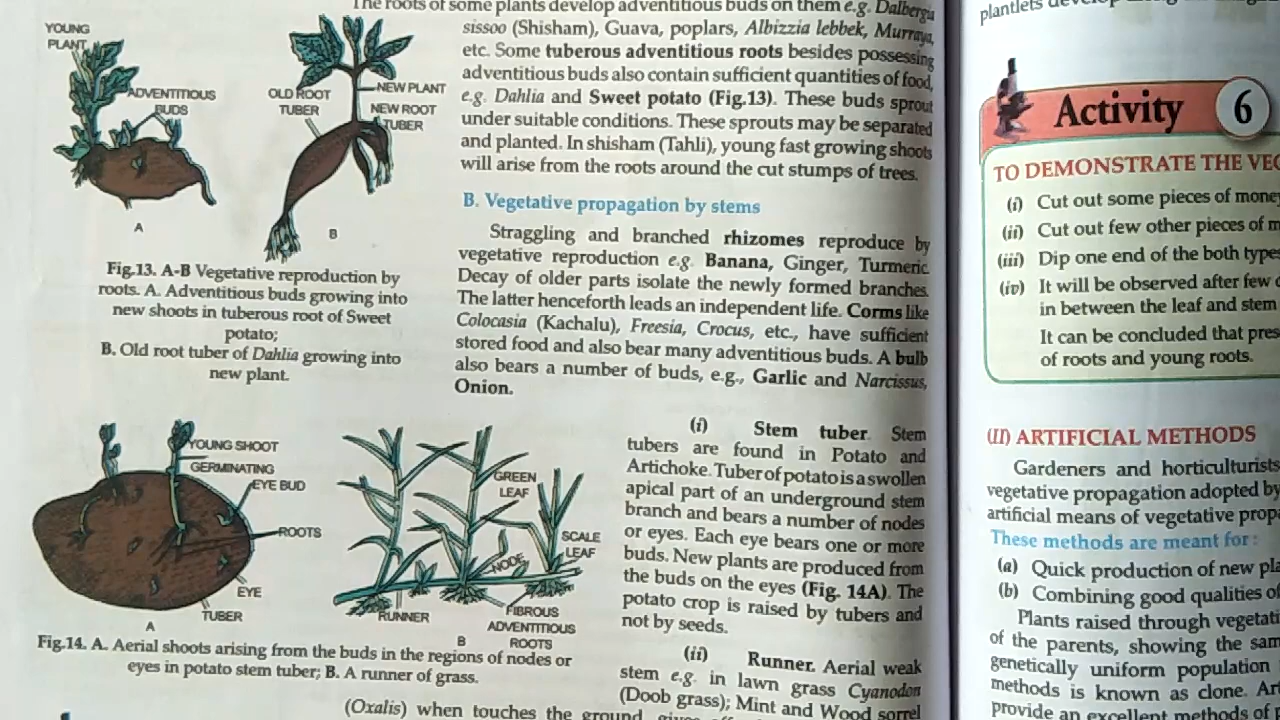 The roots of some plants develop adventitious buds on them e.g. Dalbergia
sissoo (Shisham), Guava, poplars, Albizzia lebbek, Murraya,
etc. Some tuberous adventitious roots besides possessing
adventitious buds also contain sufficient quantities of food,
e.g. Dahlia and Sweet potato (Fig.13). These buds sprout
under suitable conditions. These sprouts may be separated
and planted. In shisham (Tahli), young fast growing shoots
will arise from the roots around the cut stumps of trees.
YOUNG
PLANT
ADVENTITIOUS
BUDS
A
OLD ROOT
TUBER
NEW PLANT
NEW ROOT
TUBER
B
Fig.13. A-B Vegetative reproduction by
roots. A. Adventitious buds growing into
new shoots in tuberous root of Sweet
potato;
B. Old root tuber of Dahlia growing into
new plant.
B. Vegetative propagation by stems
Straggling and branched rhizomes reproduce by
vegetative reproduction e.g. Banana, Ginger, Turmeric.
Decay of older parts isolate the newly formed branches.
The latter henceforth leads an independent life. Corms like
Colocasia (Kachalu), Freesia, Crocus, etc., have sufficient
stored food and also bear many adventitious buds. A bulb
also bears a number of buds, e.g., Garlic and Narcissus,
Onion.
YOUNG SHOOT
GERMINATING
EYE BUD
ROOTS
EYE
TUBER
A
GREEN
LEAF
SCALE
LEAF
NODE
RUNNER
FIBROUS
ADVENTITIOUS
ROOTS
B
Fig.14. A. Aerial shoots arising from the buds in the regions of nodes or
eyes in potato stem tuber; B. A runner of grass.
(i) Stem tuber. Stem
tubers are found in Potato and
Artichoke. Tuber of potato is a swollen
apical part of an underground stem
branch and bears a number of nodes
or eyes. Each eye bears one or more
buds. New plants are produced from
the buds on the eyes (Fig. 14A). The
potato crop is raised by tubers and
not by seeds.
(ii) Runner. Aerial weak
stem e.g. in lawn grass Cyanodon
(Doob grass); Mint and Wood sorrel
(Oxalis) when touches the ground
plantlets
Activity 6
TO DEMONSTRATE THE
(i) Cut out some pieces of
(ii) Cut out few other pieces of
(iii) Dip one end of the both
(iv) It will be observed after few
in between the leaf and stem
It can be concluded that
of roots and young roots.
(II) ARTIFICIAL METHODS
Gardeners and horticulturists
vegetative propagation adopted by
artificial means of vegetative
These methods are meant for :
(a) Quick production of new
(b) Combining good qualities of
Plants raised through
of the parents, showing the
genetically uniform population
methods is known as clone.
provide an excellent methods of